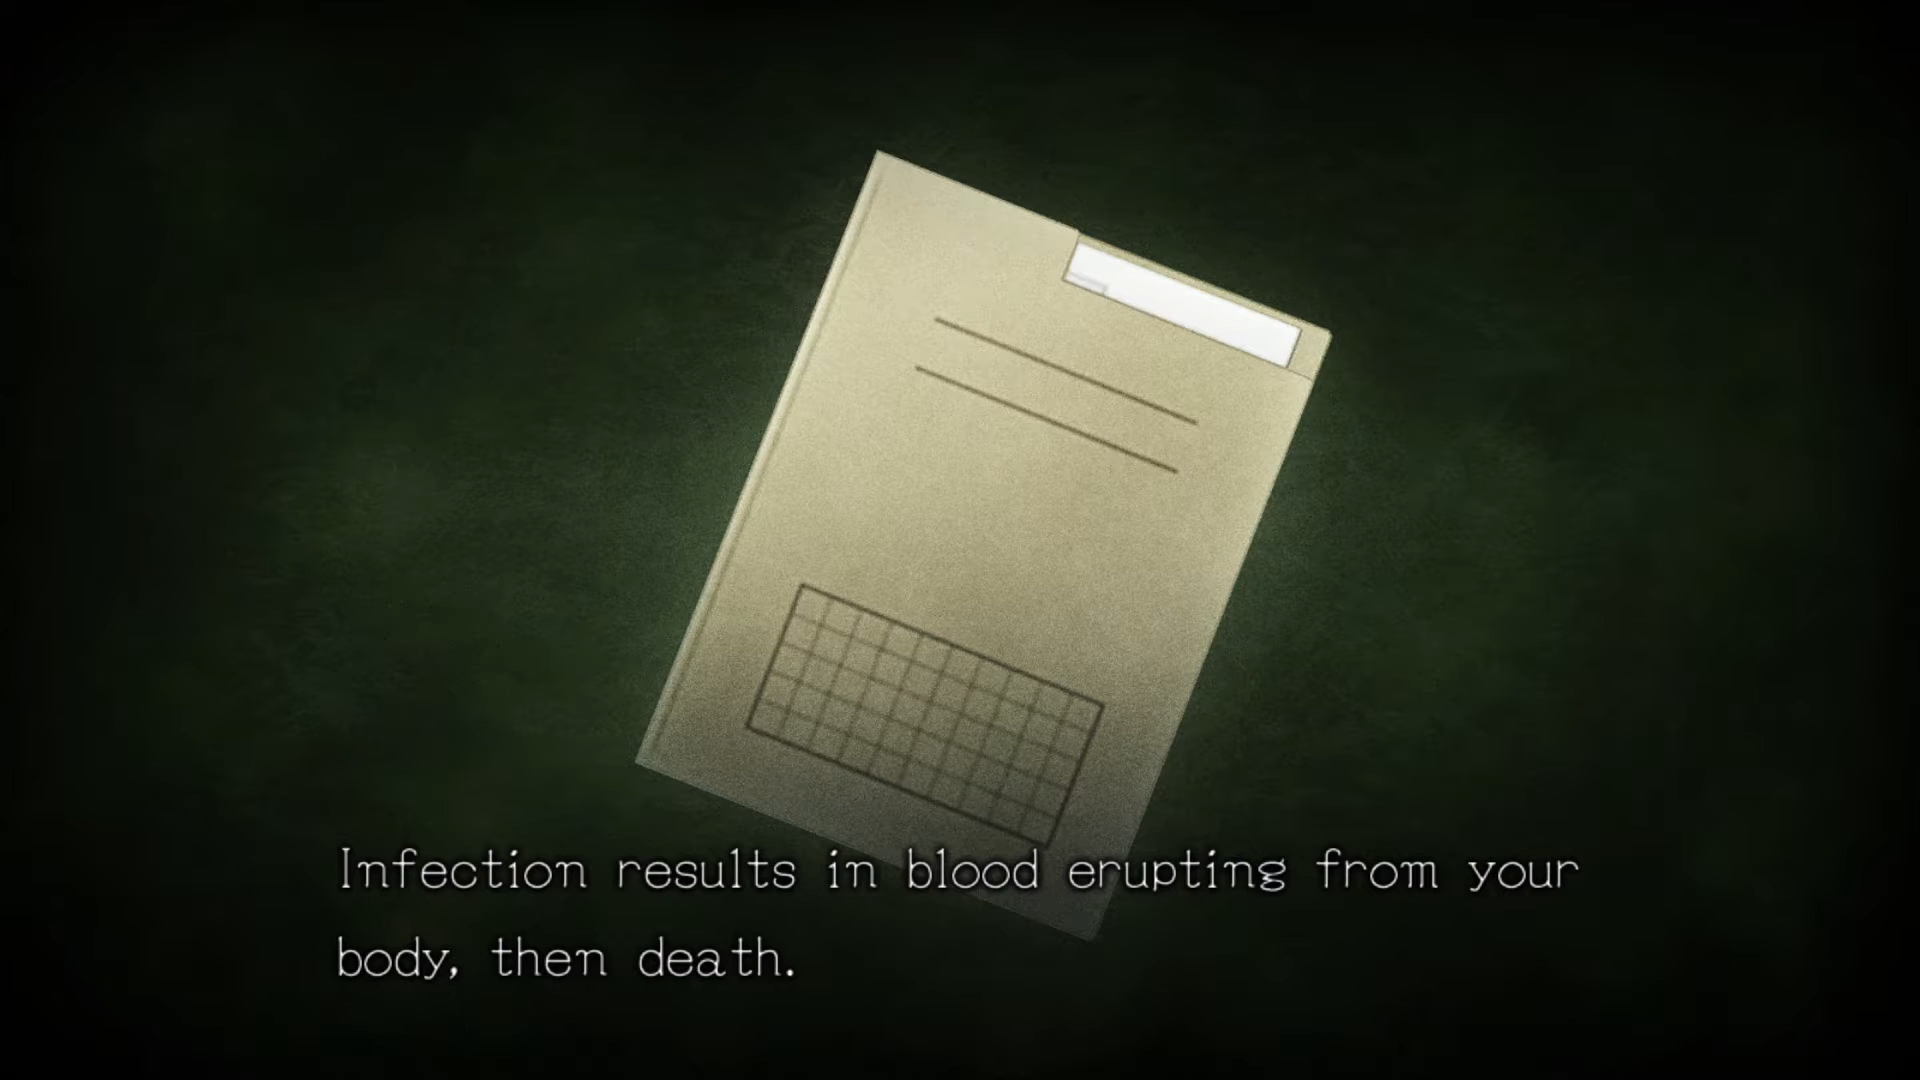 Infection results in blood erupting from your
body, then death.